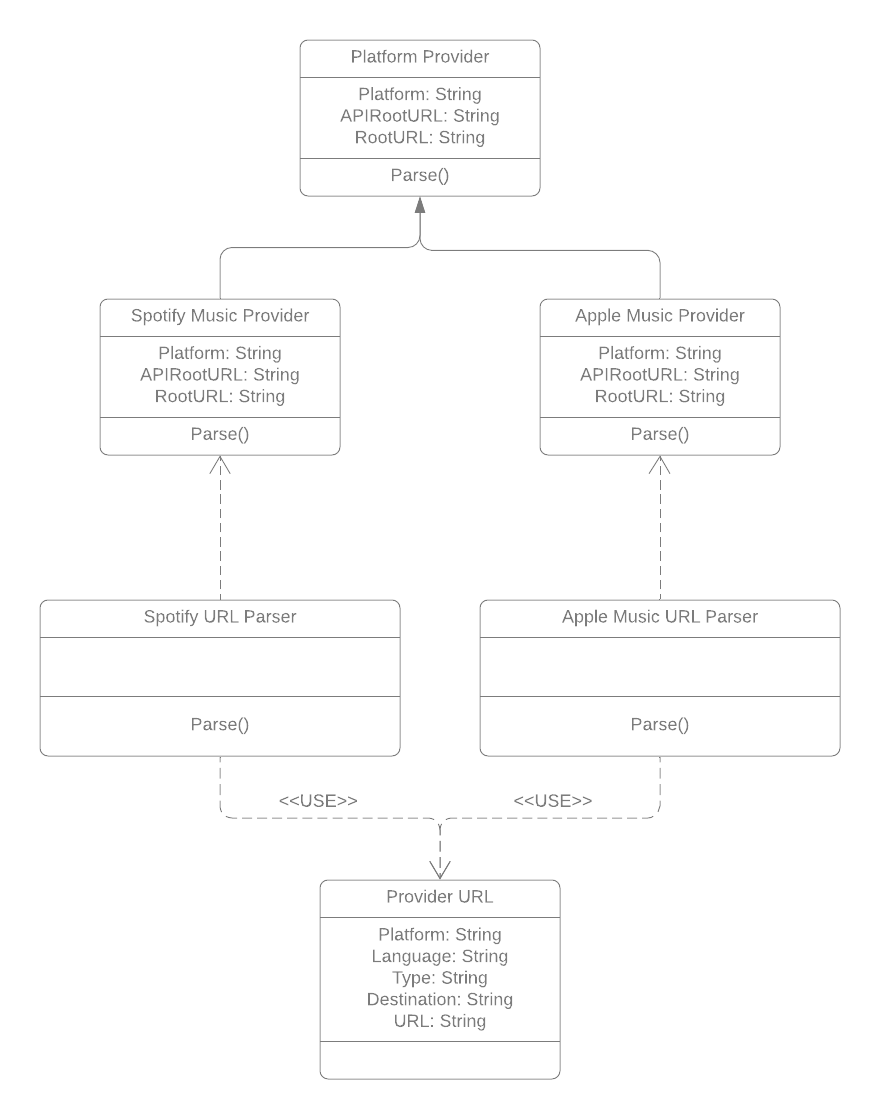 Platform Provider
Platform: String
APIRootURL: String
RootURL: String
Parse()
Spotify Music Provider
Platform: String
APIRootURL: String
RootURL: String
Parse()
Apple Music Provider
Platform: String
APIRootURL: String
RootURL: String
Parse()
Spotify URL Parser
Parse()
Apple Music URL Parser
Parse()
<<USE>>
<<USE>>
Provider URL
Platform: String
Language: String
Type: String
Destination: String
URL: String